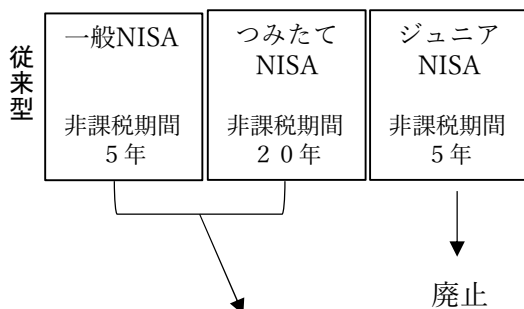 従来型
一般NISA
非課税期間
５年
つみたて
NISA
非課税期間
２０年
ジュニア
NISA
非課税期間
５年
廃止